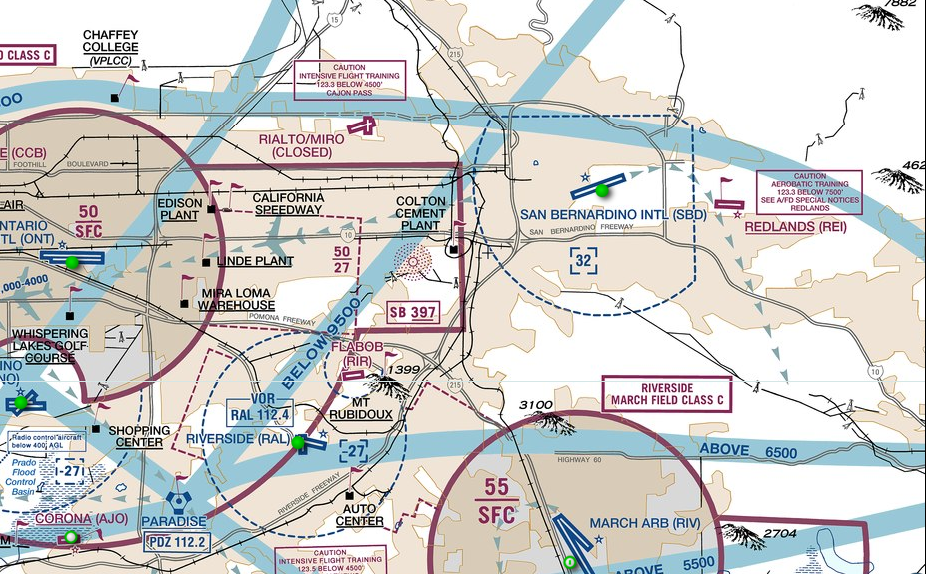 7882
CHAFFEY
COLLEGE
(VPLCC)
CLASS C
15
215
CAUTION
INTENSIVE FLIGHT TRAINING
123.3 BELOW 4500'
CAJON PASS
RIALTO/MIRO
(CLOSED)
(CCB)
FOOTHILL
BOULEVARD
462
CAUTION
AEROBATIC TRAINING
123.3 BELOW 7500'
SEE A/FD SPECIAL NOTICES
REDLANDS
REDLANDS (REI)
EDISON
PLANT
CALIFORNIA
SPEEDWAY
COLTON
CEMENT
PLANT
SAN BERNARDINO INTL (SBD)
SAN BERNARDINO FREEWAY
50
SFC
NTARIO
TL (ONT)
10
50
27
32
LINDE PLANT
,000-4000
MIRA LOMA
WAREHOUSE
POMONA FREEWAY
SB 397
BELOW 9500
WHISPERING
LAKES GOLF
COURSE
FLABOB
(RIR)
1399
MT
RUBIDOUX
215
10
RIVERSIDE
MARCH FIELD CLASS C
3100
VOR
RAL 112.4
RIVERSIDE (RAL)
27
SHOPPING
CENTER
Radio control aircraft
below 400' AGL
Prado
Flood
Control
Basin
-27
ABOVE 6500
HIGHWAY 60
RIVERSIDE FREEWAY
AUTO
CENTER
55
SFC
CORONA (AJO)
PARADISE
PDZ 112.2
MARCH ARB (RIV)
2704
ABOVE 5500
CAUTION
INTENSIVE FLIGHT TRAINING
123.5 BELOW 4500'